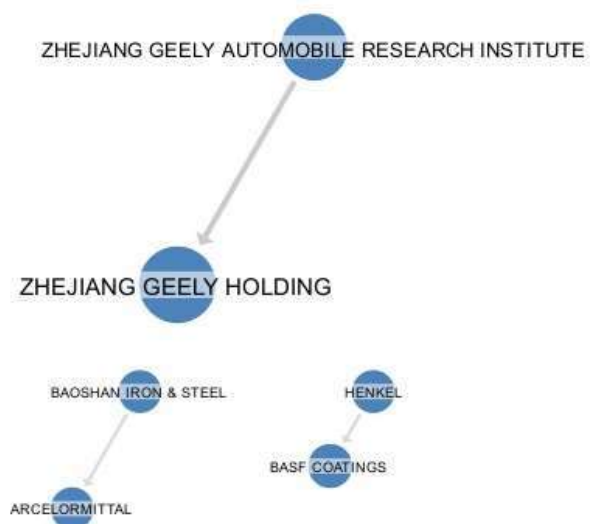 ZHEJIANG GEELY AUTOMOBILE RESEARCH INSTITUTE
ZHEJIANG GEELY HOLDING
BAOSHAN IRON & STEEL
HENKEL
BASF COATINGS
ARCELORMITTAL